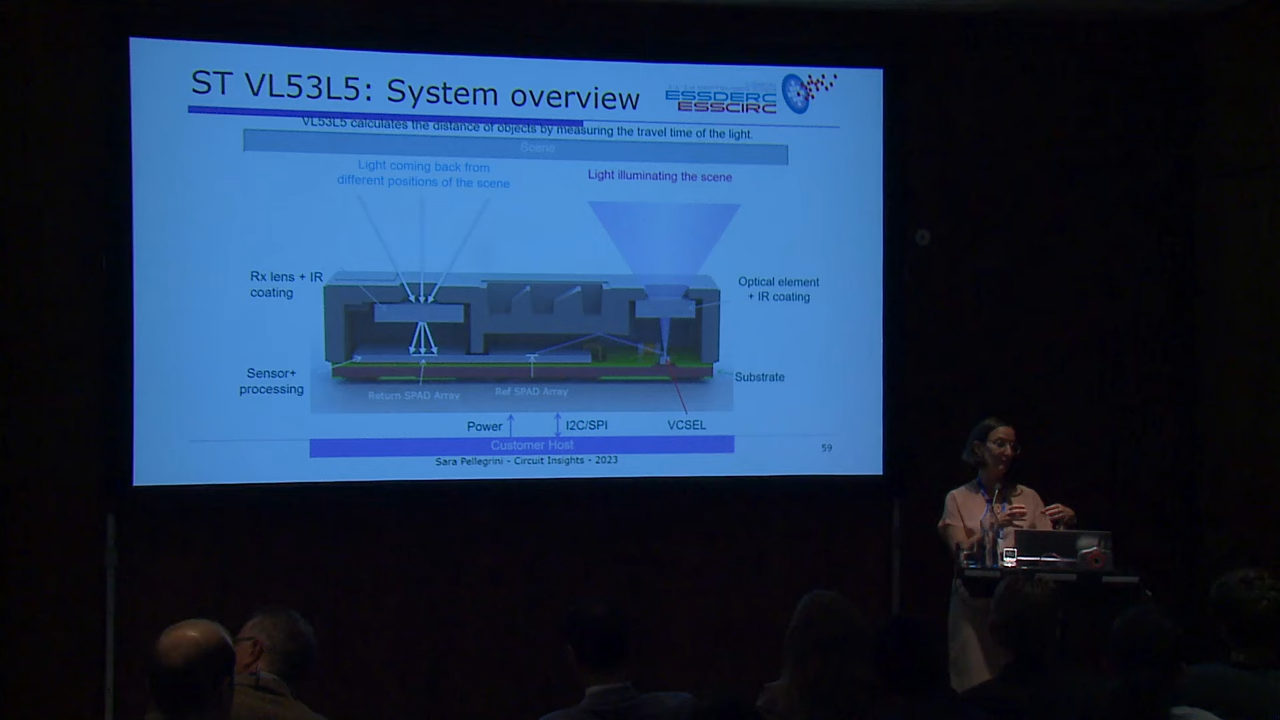 ST VL53L5: System overview
ESSDERC
ESSCIRC
VL53L5 calculates the distance of objects by measuring the travel time of the light.
Scene
Light coming back from
different positions of the scene
Light illuminating the scene
Rx lens + IR
coating
Optical element
+ IR coating
Sensor+
processing
Return SPAD Array
Ref SPAD Array
Substrate
Power
I2C/SPI
VCSEL
Customer Host
Sara Pellegrini - Circuit Insights - 2023
59